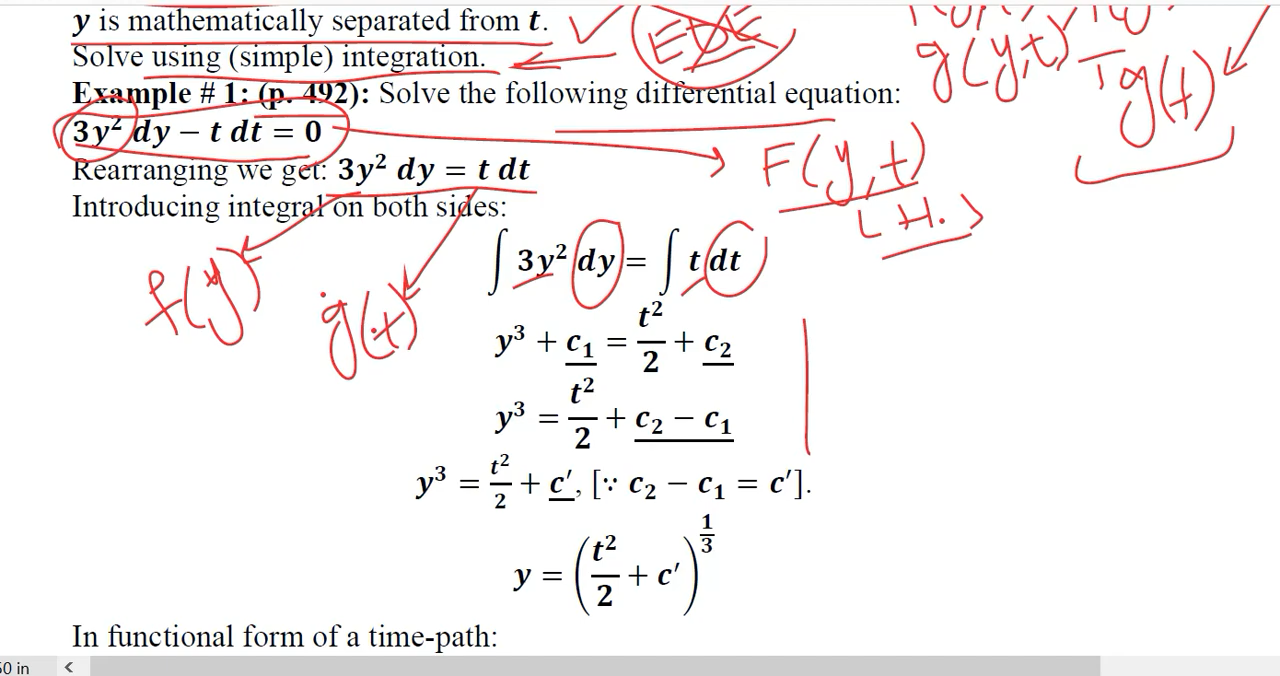 y is mathematically separated from t.
EDE
g(y,t)
g(t)
Solve using (simple) integration.
Example # 1: (p. 492): Solve the following differential equation:
3y² dy − t dt = 0
F(y,t)
(H.)
Rearranging we get: 3y² dy = t dt
Introducing integral on both sides:
∫ 3y² dy = ∫ t dt
f(y)
g(t)
y³ + c₁ = t²/2 + c₂
y³ = t²/2 + c₂ − c₁
y³ = t²/2 + c′, [∵ c₂ − c₁ = c′].
y = (t²/2 + c′)^(1/3)
In functional form of a time-path:
50 in